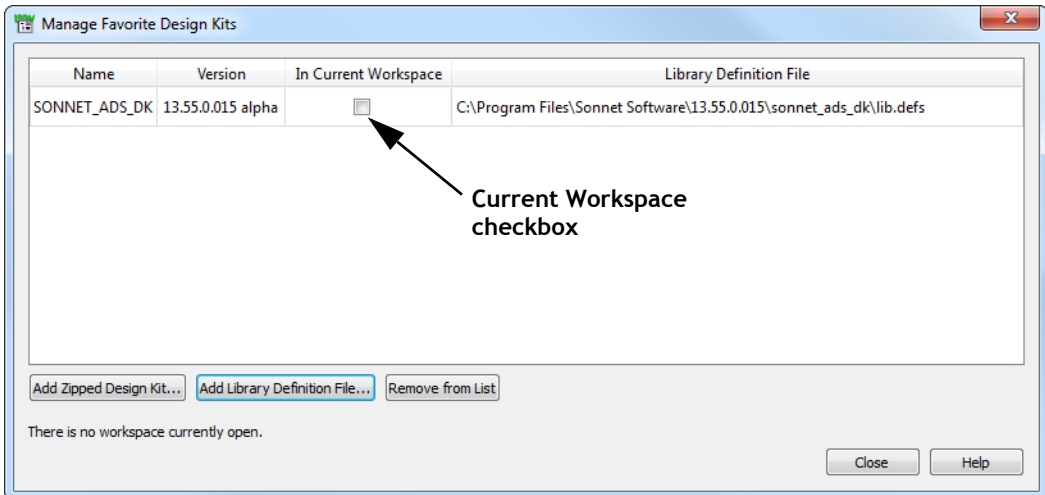 Manage Favorite Design Kits
Name Version In Current Workspace Library Definition File
SONNET_ADS_DK 13.55.0.015 alpha C:\Program Files\Sonnet Software\13.55.0.015\sonnet_ads_dk\lib.defs
Current Workspace
checkbox
Add Zipped Design Kit... Add Library Definition File... Remove from List
There is no workspace currently open.
Close Help